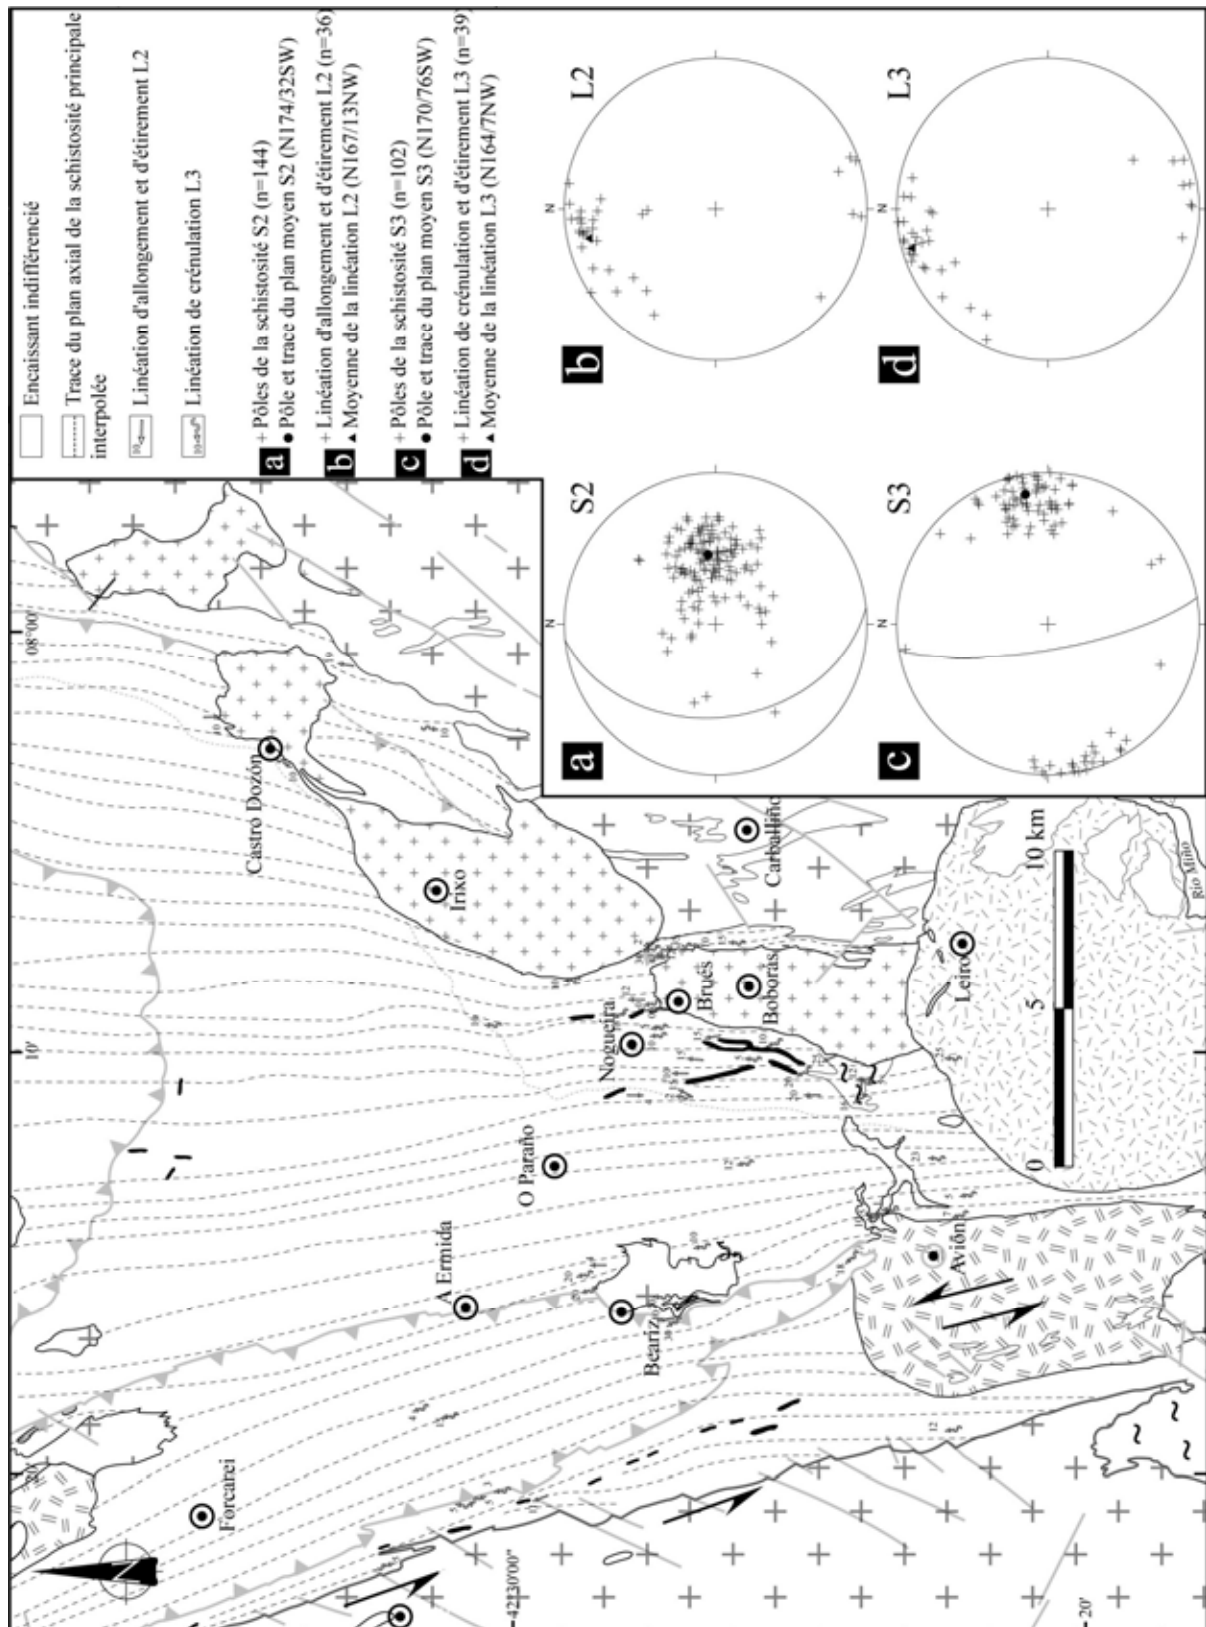 Encaissant indifférencié
Trace du plan axial de la schistosité principale
interpolée
Linéation d'allongement et d'étirement L2
Linéation de crénulation L3
a
+ Pôles de la schistosité S2 (n=144)
● Pôle et trace du plan moyen S2 (N174/32SW)
b
+ Linéation d'allongement et d'étirement L2 (n=36)
▲ Moyenne de la linéation L2 (N167/13NW)
c
+ Pôles de la schistosité S3 (n=102)
● Pôle et trace du plan moyen S3 (N170/76SW)
d
+ Linéation de crénulation et d'étirement L3 (n=39)
▲ Moyenne de la linéation L3 (N164/7NW)
a
S2
N
b
L2
N
c
S3
N
d
L3
N
N
Forcarei
Castro Dozón
Irixo
A Ermida
O Paraño
Nogueira
Brués
Boborás
Carballiño
Beariz
Avión
Leiro
Río Miño
08°00'
10'
20'
42°30'00"
20'
0
5
10 km